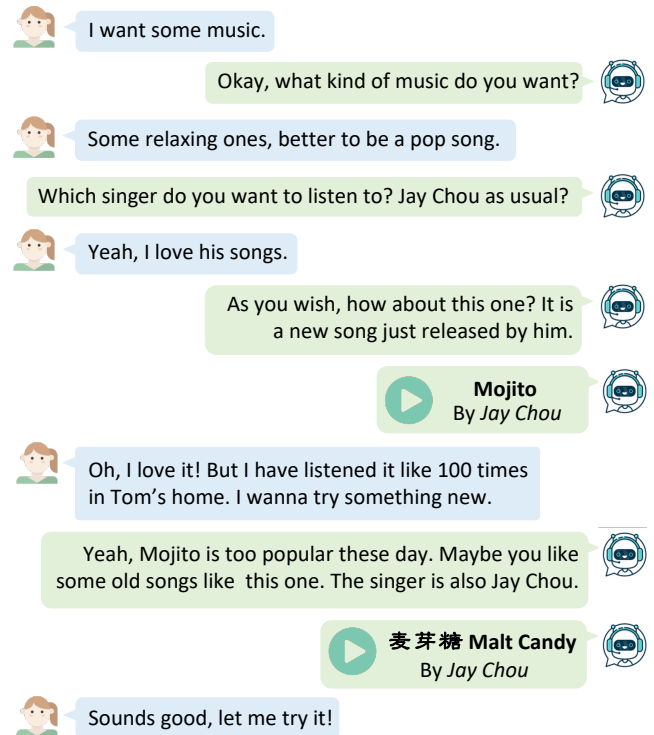 I want some music.
Okay, what kind of music do you want?
Some relaxing ones, better to be a pop song.
Which singer do you want to listen to? Jay Chou as usual?
Yeah, I love his songs.
As you wish, how about this one? It is
a new song just released by him.
Mojito
By Jay Chou
Oh, I love it! But I have listened it like 100 times
in Tom’s home. I wanna try something new.
Yeah, Mojito is too popular these day. Maybe you like
some old songs like this one. The singer is also Jay Chou.
麦芽糖 Malt Candy
By Jay Chou
Sounds good, let me try it!